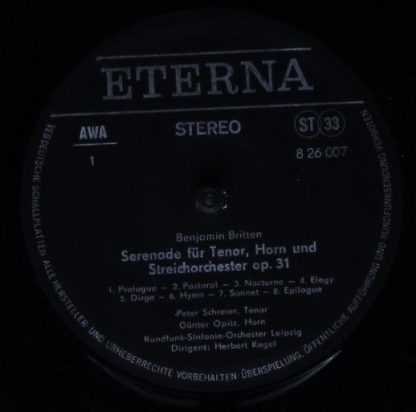 ETERNA
AWA
STEREO
ST 33
1
8 26 007
Benjamin Britten
Serenade für Tenor, Horn und
Streichorchester op. 31
1. Prologue – 2. Pastoral – 3. Nocturne – 4. Elegy
5. Dirge – 6. Hymn – 7. Sonnet – 8. Epilogue
Peter Schreier, Tenor
Günter Opitz, Horn
Rundfunk-Sinfonie-Orchester Leipzig
Dirigent: Herbert Kegel
VEB DEUTSCHE SCHALLPLATTEN · ALLE HERSTELLER- UND URHEBERRECHTE VORBEHALTEN · ÜBERSPIELUNG, ÖFFENTLICHE AUFFÜHRUNG UND RUNDFUNKSENDUNG VERBOTEN